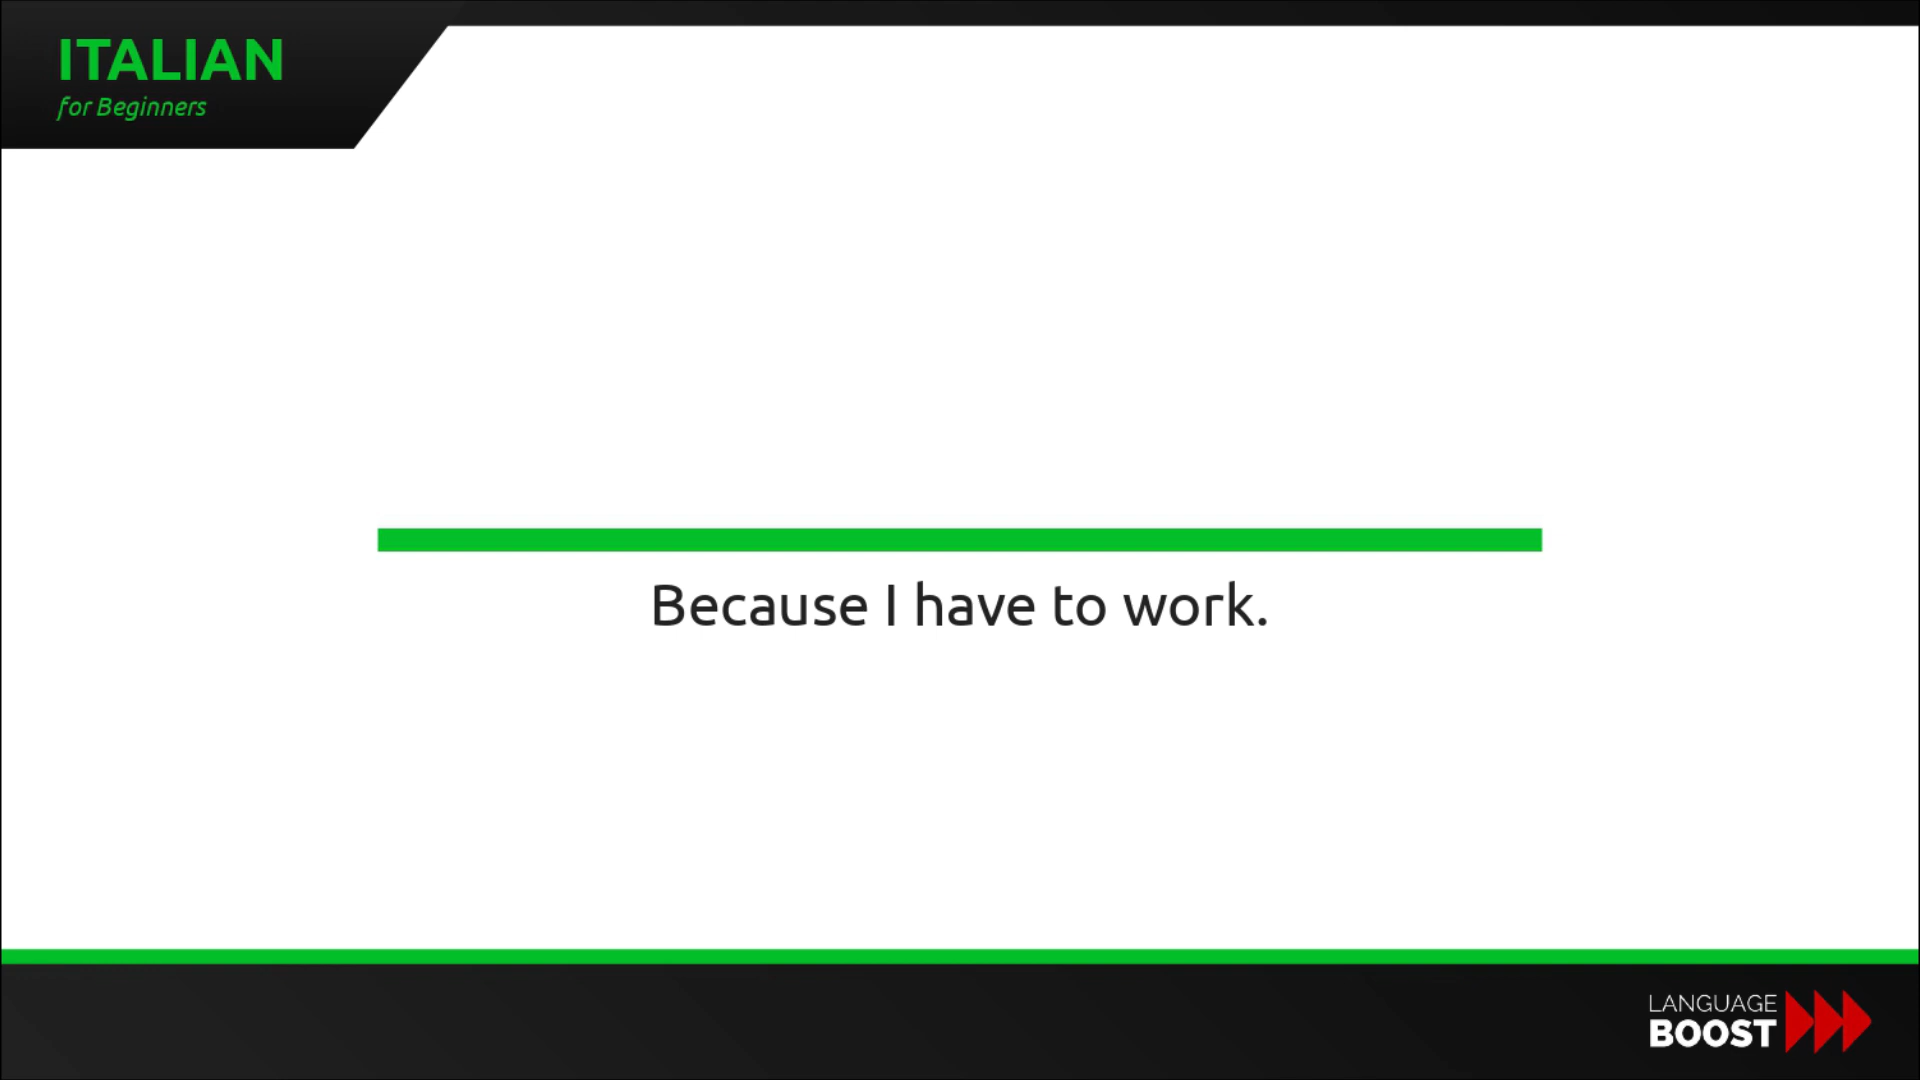 ITALIAN
for Beginners
Because I have to work.
LANGUAGE
BOOST